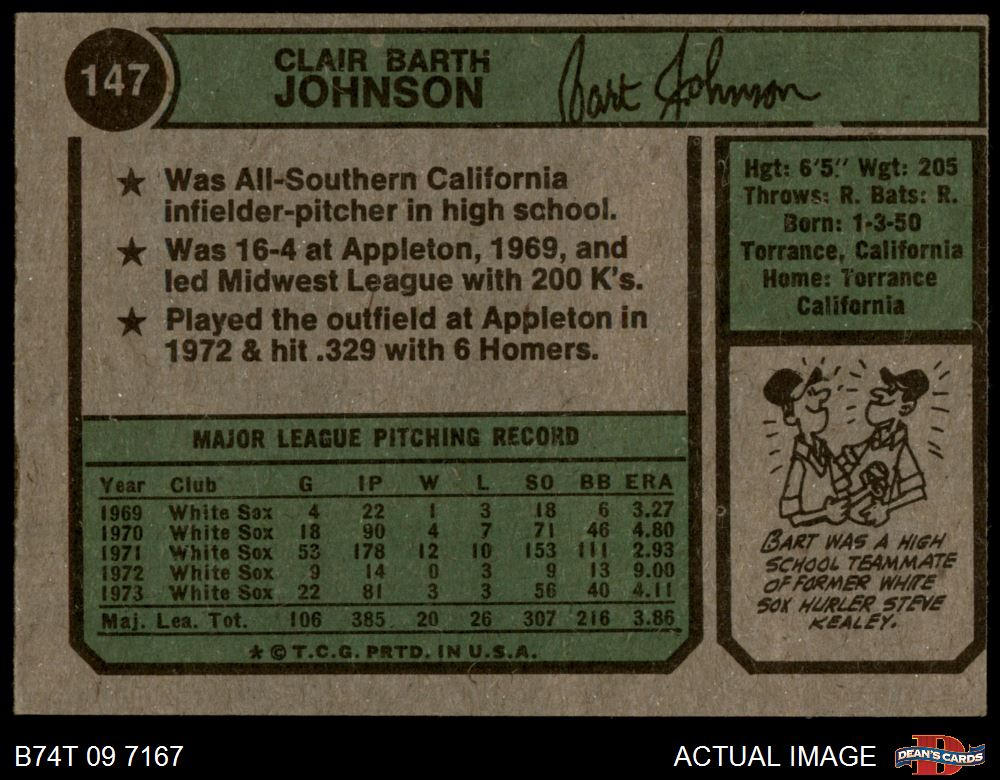 147
CLAIR BARTH
JOHNSON
Bart Johnson
★ Was All-Southern California
infielder-pitcher in high school.
★ Was 16-4 at Appleton, 1969, and
led Midwest League with 200 K's.
★ Played the outfield at Appleton in
1972 & hit .329 with 6 Homers.
MAJOR LEAGUE PITCHING RECORD
Year Club G IP W L SO BB ERA
1969 White Sox 4 22 1 3 18 6 3.27
1970 White Sox 18 90 4 7 71 46 4.80
1971 White Sox 53 178 12 10 153 111 2.93
1972 White Sox 9 14 0 3 9 13 9.00
1973 White Sox 22 81 3 3 56 40 4.11
Maj. Lea. Tot. 106 385 20 26 307 216 3.86
* © T.C.G. PRTD. IN U.S.A.
Hgt: 6'5" Wgt: 205
Throws: R. Bats: R.
Born: 1-3-50
Torrance, California
Home: Torrance
California
BART WAS A HIGH
SCHOOL TEAMMATE
OF FORMER WHITE
SOX HURLER STEVE
KEALEY.
B74T 09 7167
ACTUAL IMAGE
D
DEAN'S CARDS